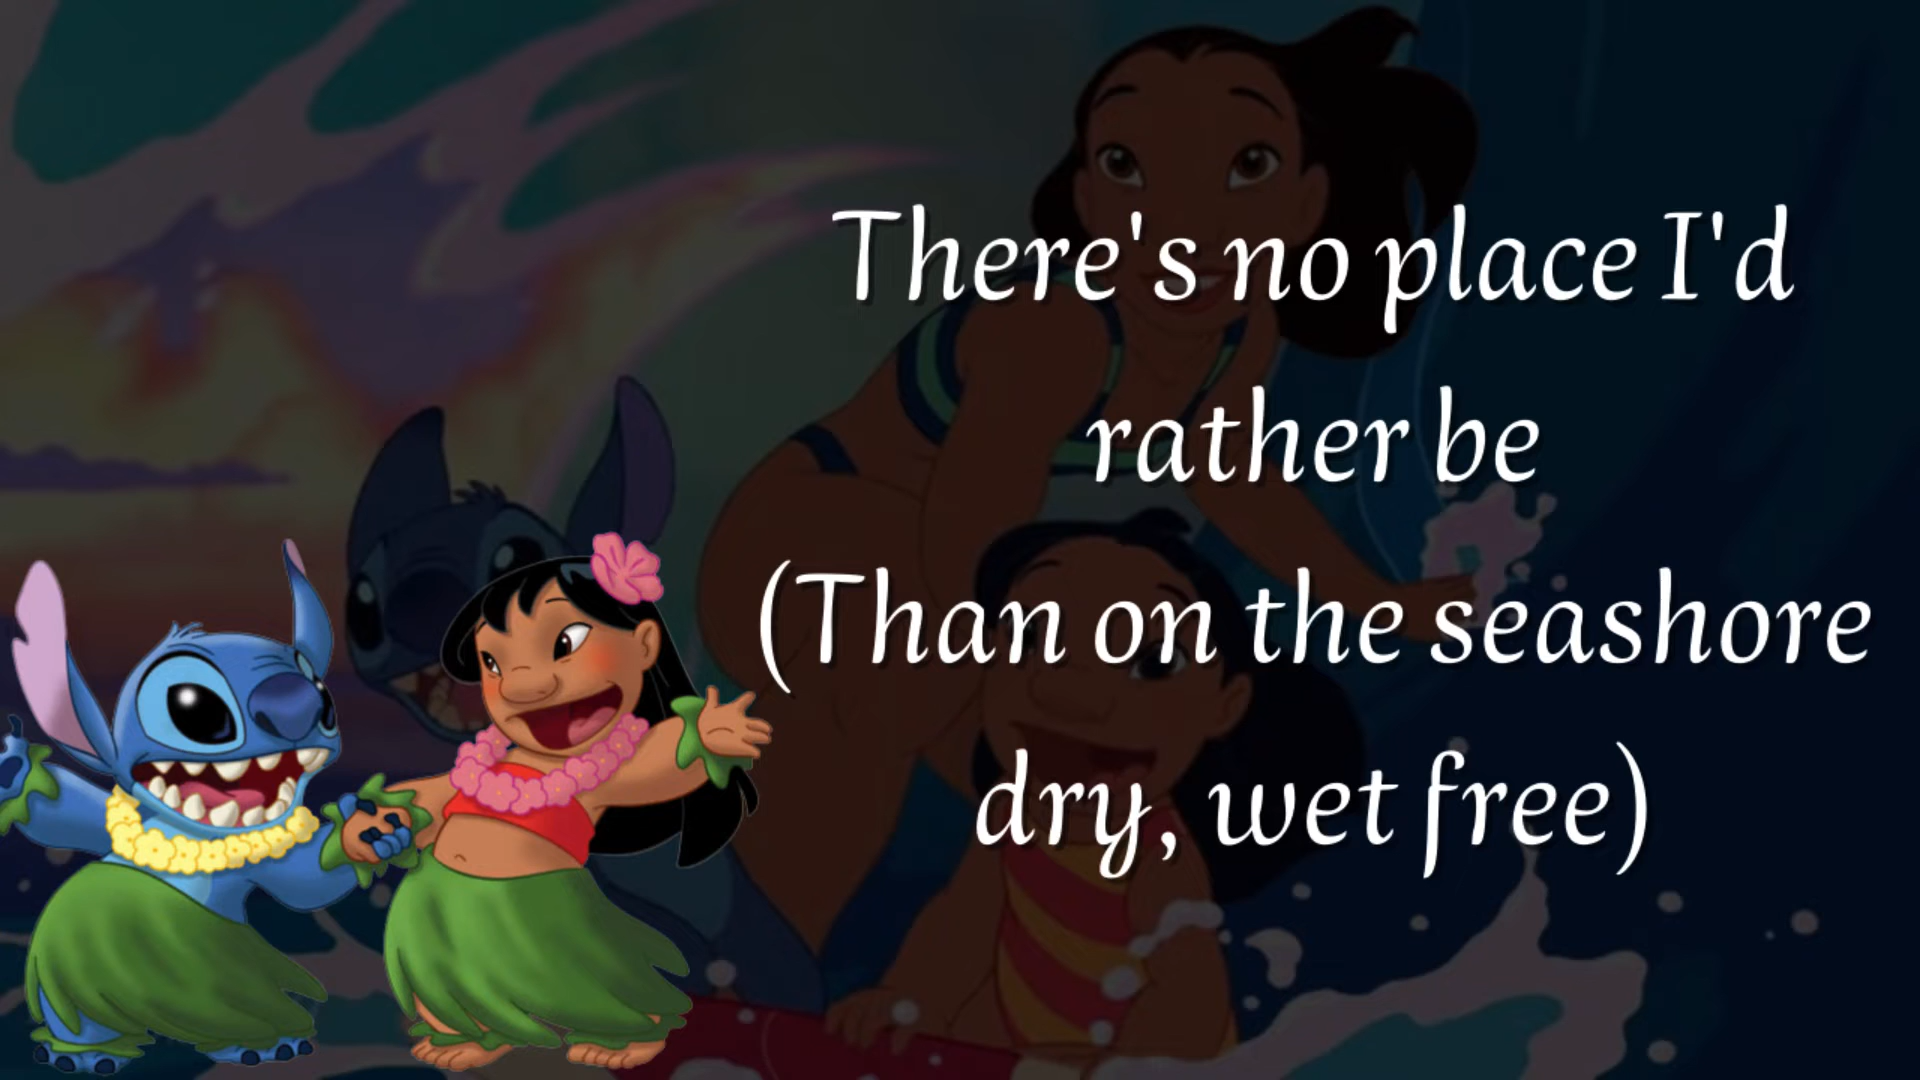 There's no place I'd
rather be
(Than on the seashore
dry, wet free)